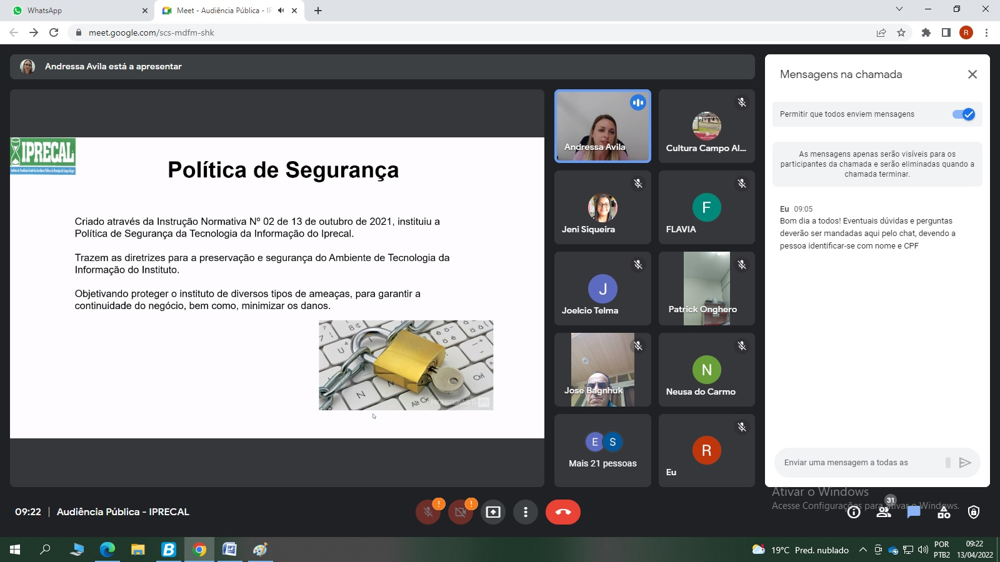 WhatsApp
Meet - Audiência Pública - IP
meet.google.com/scs-mdfm-shk
R
Andressa Avila está a apresentar
IPRECAL
Política de Segurança
Criado através da Instrução Normativa Nº 02 de 13 de outubro de 2021, instituiu a
Política de Segurança da Tecnologia da Informação do Iprecal.
Trazem as diretrizes para a preservação e segurança do Ambiente de Tecnologia da
Informação do Instituto.
Objetivando proteger o instituto de diversos tipos de ameaças, para garantir a
continuidade do negócio, bem como, minimizar os danos.
N
Alt Gr
Ctrl
PROFISSIONAIS TI
Andressa Avila
Cultura Campo Al...
Jeni Siqueira
F
FLAVIA
J
Joelcio Telma
Patrick Onghero
Jose Bagnhuk
N
Neusa do Carmo
E S
Mais 21 pessoas
R
Eu
Mensagens na chamada
Permitir que todos enviem mensagens
As mensagens apenas serão visíveis para os
participantes da chamada e serão eliminadas quando a
chamada terminar.
Eu 09:05
Bom dia a todos! Eventuais dúvidas e perguntas
deverão ser mandadas aqui pelo chat, devendo a
pessoa identificar-se com nome e CPF
Enviar uma mensagem a todas as
Ativar o Windows
Acesse Configurações para ativar o Windows.
31
09:22 | Audiência Pública - IPRECAL
19°C Pred. nublado
POR
PTB2
09:22
13/04/2022